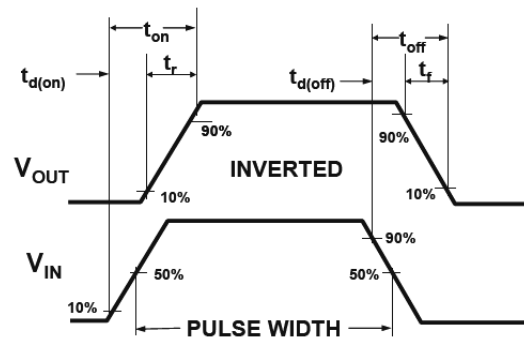 ton toff
tr tf
td(on) td(off)
90% 90%
VOUT INVERTED
10% 10%
90%
VIN 50% 50%
10%
PULSE WIDTH